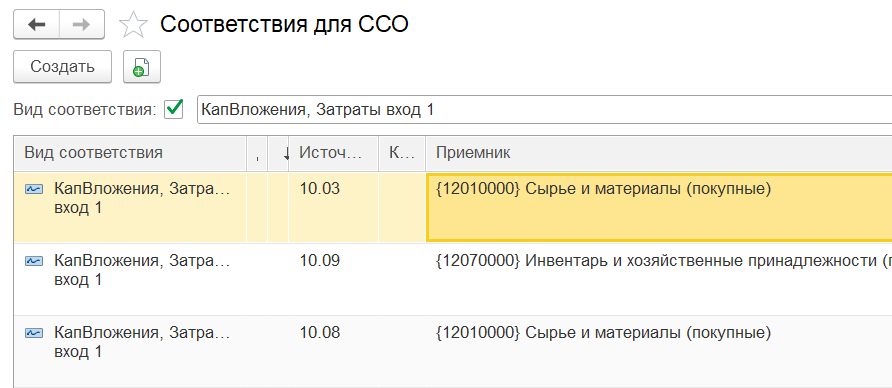 Соответствия для ССО
Создать
Вид соответствия:
КапВложения, Затраты вход 1
Вид соответствия
Источ...
К...
Приемник
КапВложения, Затра...
вход 1
10.03
{12010000} Сырье и материалы (покупные)
КапВложения, Затра...
вход 1
10.09
{12070000} Инвентарь и хозяйственные принадлежности (
КапВложения, Затра...
вход 1
10.08
{12010000} Сырье и материалы (покупные)